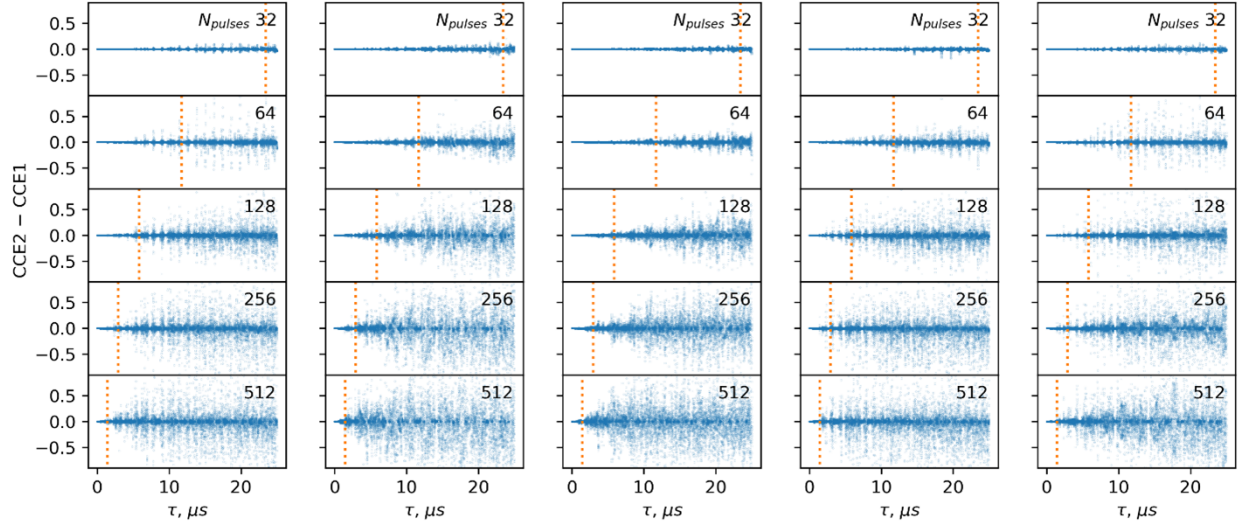 N_pulses 32 N_pulses 32 N_pulses 32 N_pulses 32 N_pulses 32
0.5
0.0
−0.5
64 64 64 64 64
0.5
0.0
−0.5
128 128 128 128 128
0.5
0.0
−0.5
256 256 256 256 256
0.5
0.0
−0.5
512 512 512 512 512
0.5
0.0
−0.5
CCE2 − CCE1
0 10 20 0 10 20 0 10 20 0 10 20 0 10 20
τ, μs τ, μs τ, μs τ, μs τ, μs